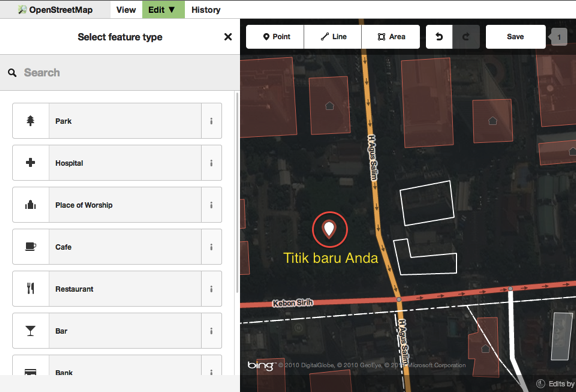 OpenStreetMap View Edit ▼ History
Select feature type
Point Line Area Save 1
Search
Park
Hospital
Place of Worship
Cafe
Restaurant
Bar
Bank
H Agus Salim
Titik baru Anda
Kebon Sirih
H Agus Salim
bing © 2010 DigitalGlobe, © 2010 GeoEye, © 2010 Microsoft Corporation
Edits by